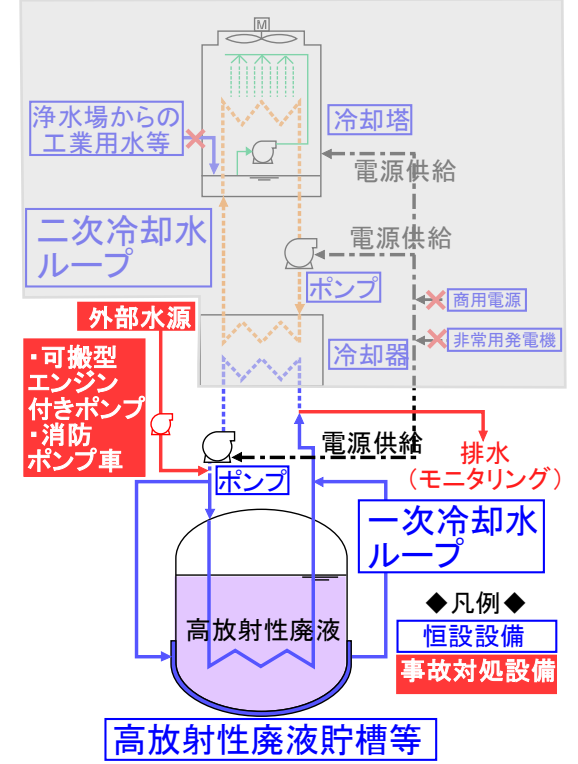 M
浄水場からの
工業用水等
冷却塔
電源供給
二次冷却水
ループ
電源供給
ポンプ
商用電源
外部水源
非常用発電機
冷却器
・可搬型
エンジン
付きポンプ
・消防
ポンプ車
電源供給
排水
（モニタリング）
ポンプ
一次冷却水
ループ
高放射性廃液
◆凡例◆
恒設設備
事故対処設備
高放射性廃液貯槽等